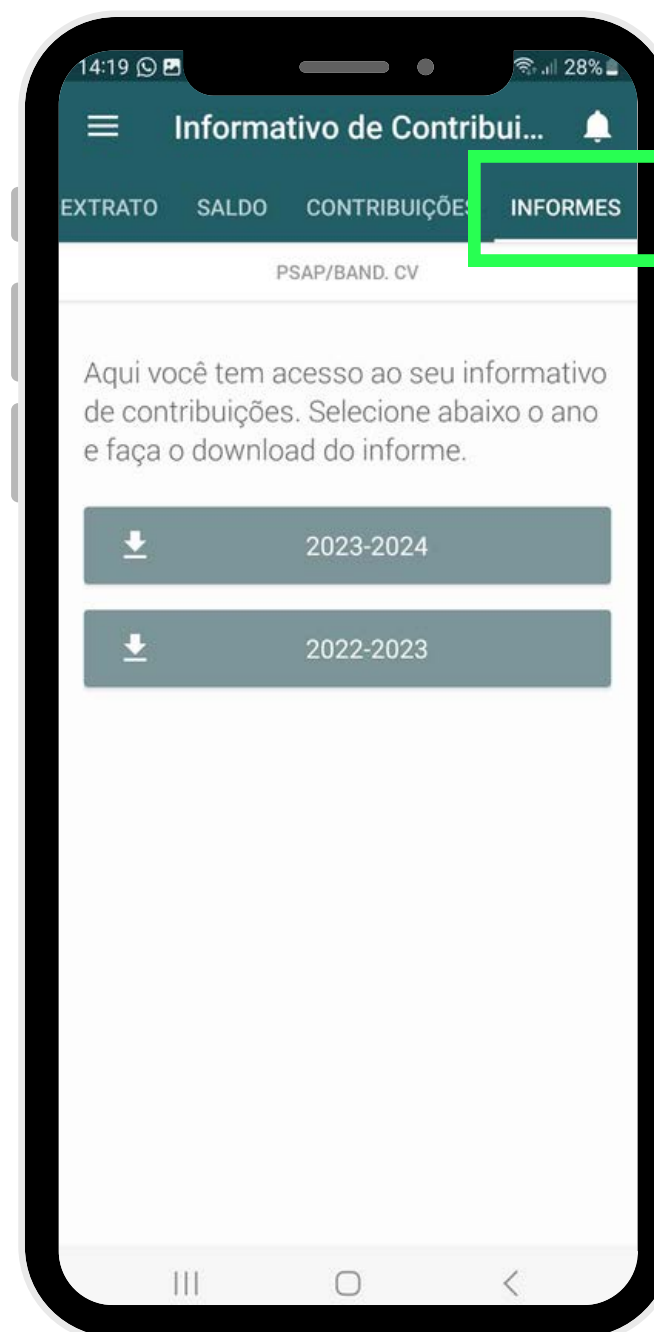 14:19 28%
Informativo de Contribui...
EXTRATO SALDO CONTRIBUIÇÕES INFORMES
PSAP/BAND. CV
Aqui você tem acesso ao seu informativo
de contribuições. Selecione abaixo o ano
e faça o download do informe.
2023-2024
2022-2023